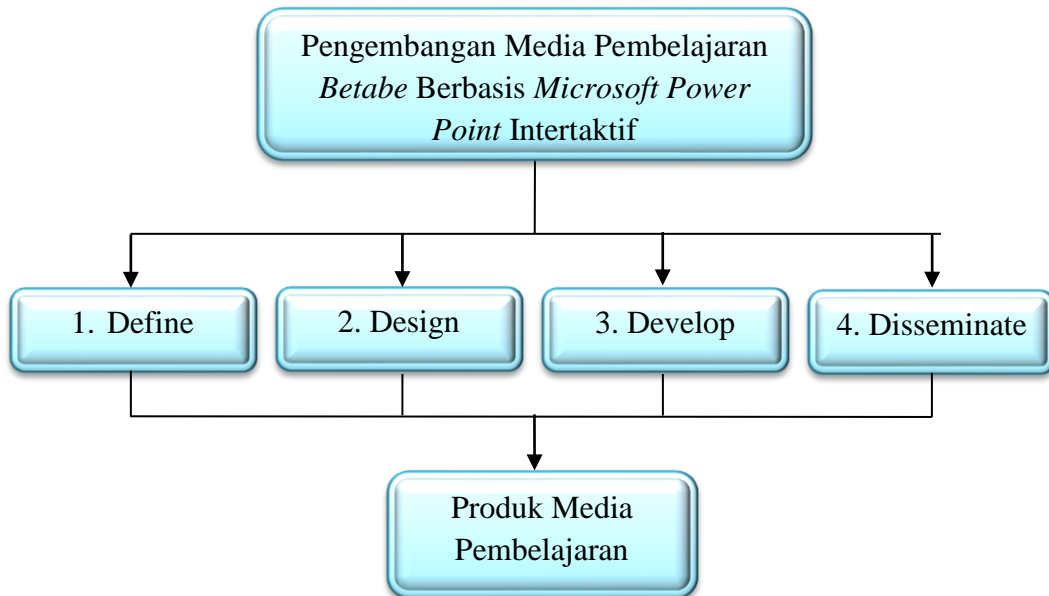 Pengembangan Media Pembelajaran
Betabe Berbasis Microsoft Power
Point Intertaktif
1. Define
2. Design
3. Develop
4. Disseminate
Produk Media
Pembelajaran